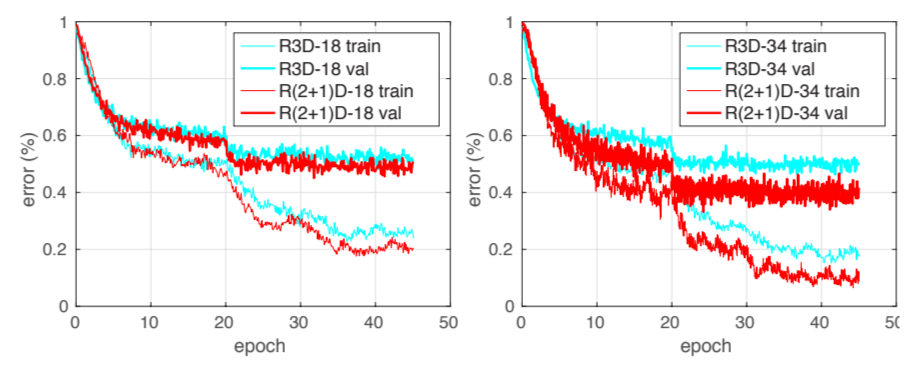 1
0.8
0.6
0.4
0.2
0
error (%)
0 10 20 30 40 50
epoch
R3D-18 train
R3D-18 val
R(2+1)D-18 train
R(2+1)D-18 val
1
0.8
0.6
0.4
0.2
0
error (%)
0 10 20 30 40 50
epoch
R3D-34 train
R3D-34 val
R(2+1)D-34 train
R(2+1)D-34 val